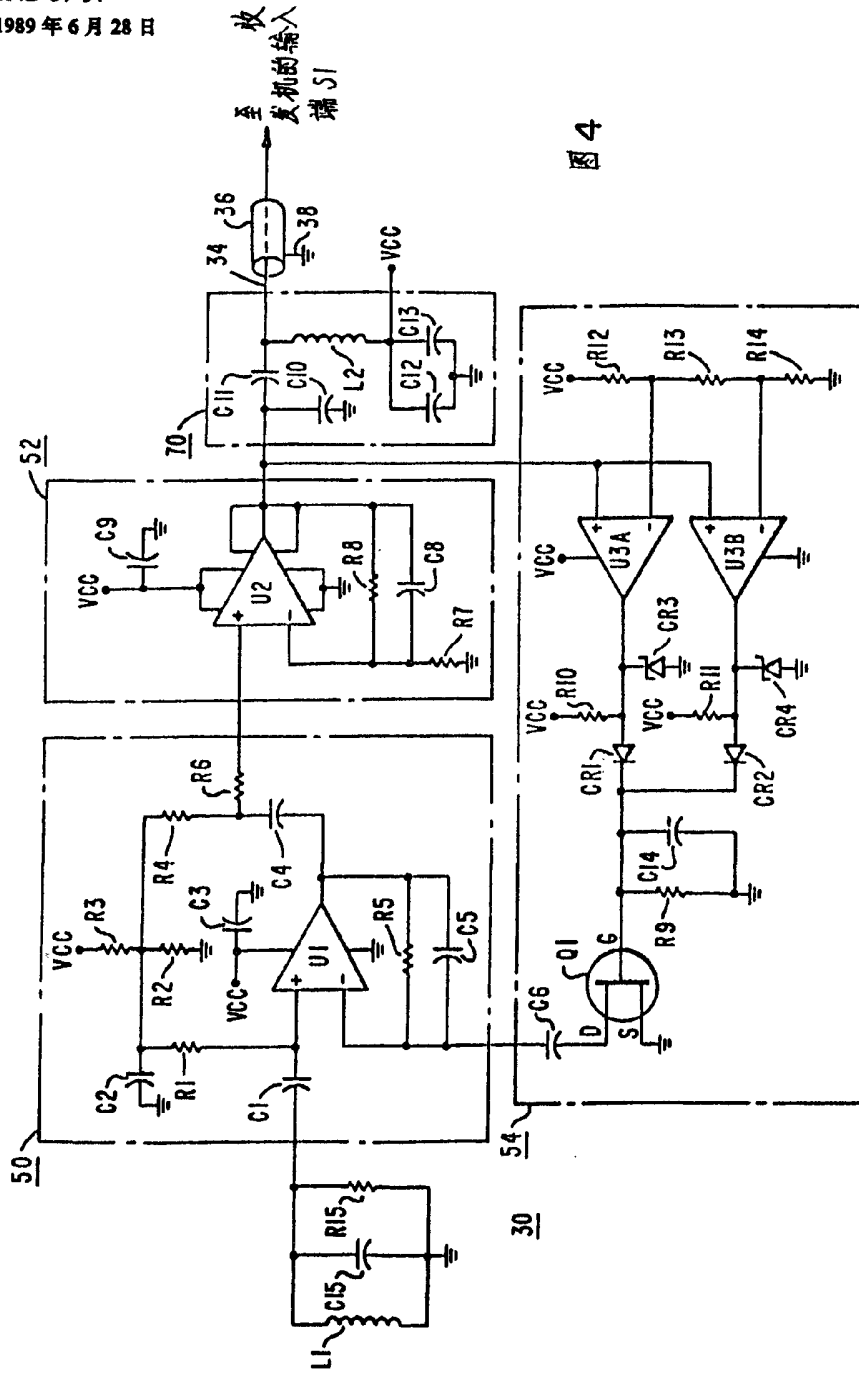 1989 年 6 月 28 日
至 收
发机的输入
端 S1
图 4
34
36
38
70
C11
C10
L2
C12
C13
VCC
52
VCC
C9
U2
+
-
R8
C8
R7
50
VCC
R3
R4
R6
R2
C3
C4
VCC
C2
R1
U1
+
-
C1
R5
C5
L1
C15
R15
30
54
C6
Q1
D
G
S
R9
C14
CR1
CR2
VCC
R10
VCC
R11
CR3
CR4
VCC
U3A
+
-
U3B
+
-
VCC
R12
R13
R14